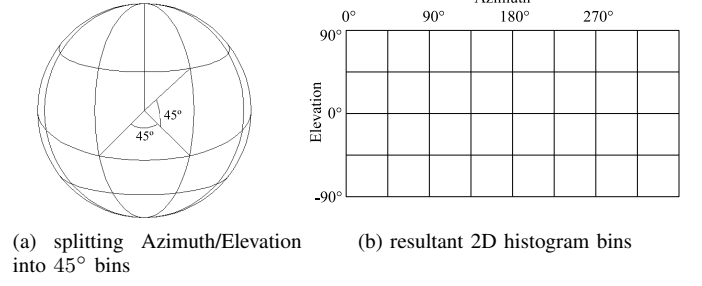 Azimuth
0° 90° 180° 270°
90°
0°
-90°
Elevation
45°
45°
(a) splitting Azimuth/Elevation
into 45° bins
(b) resultant 2D histogram bins